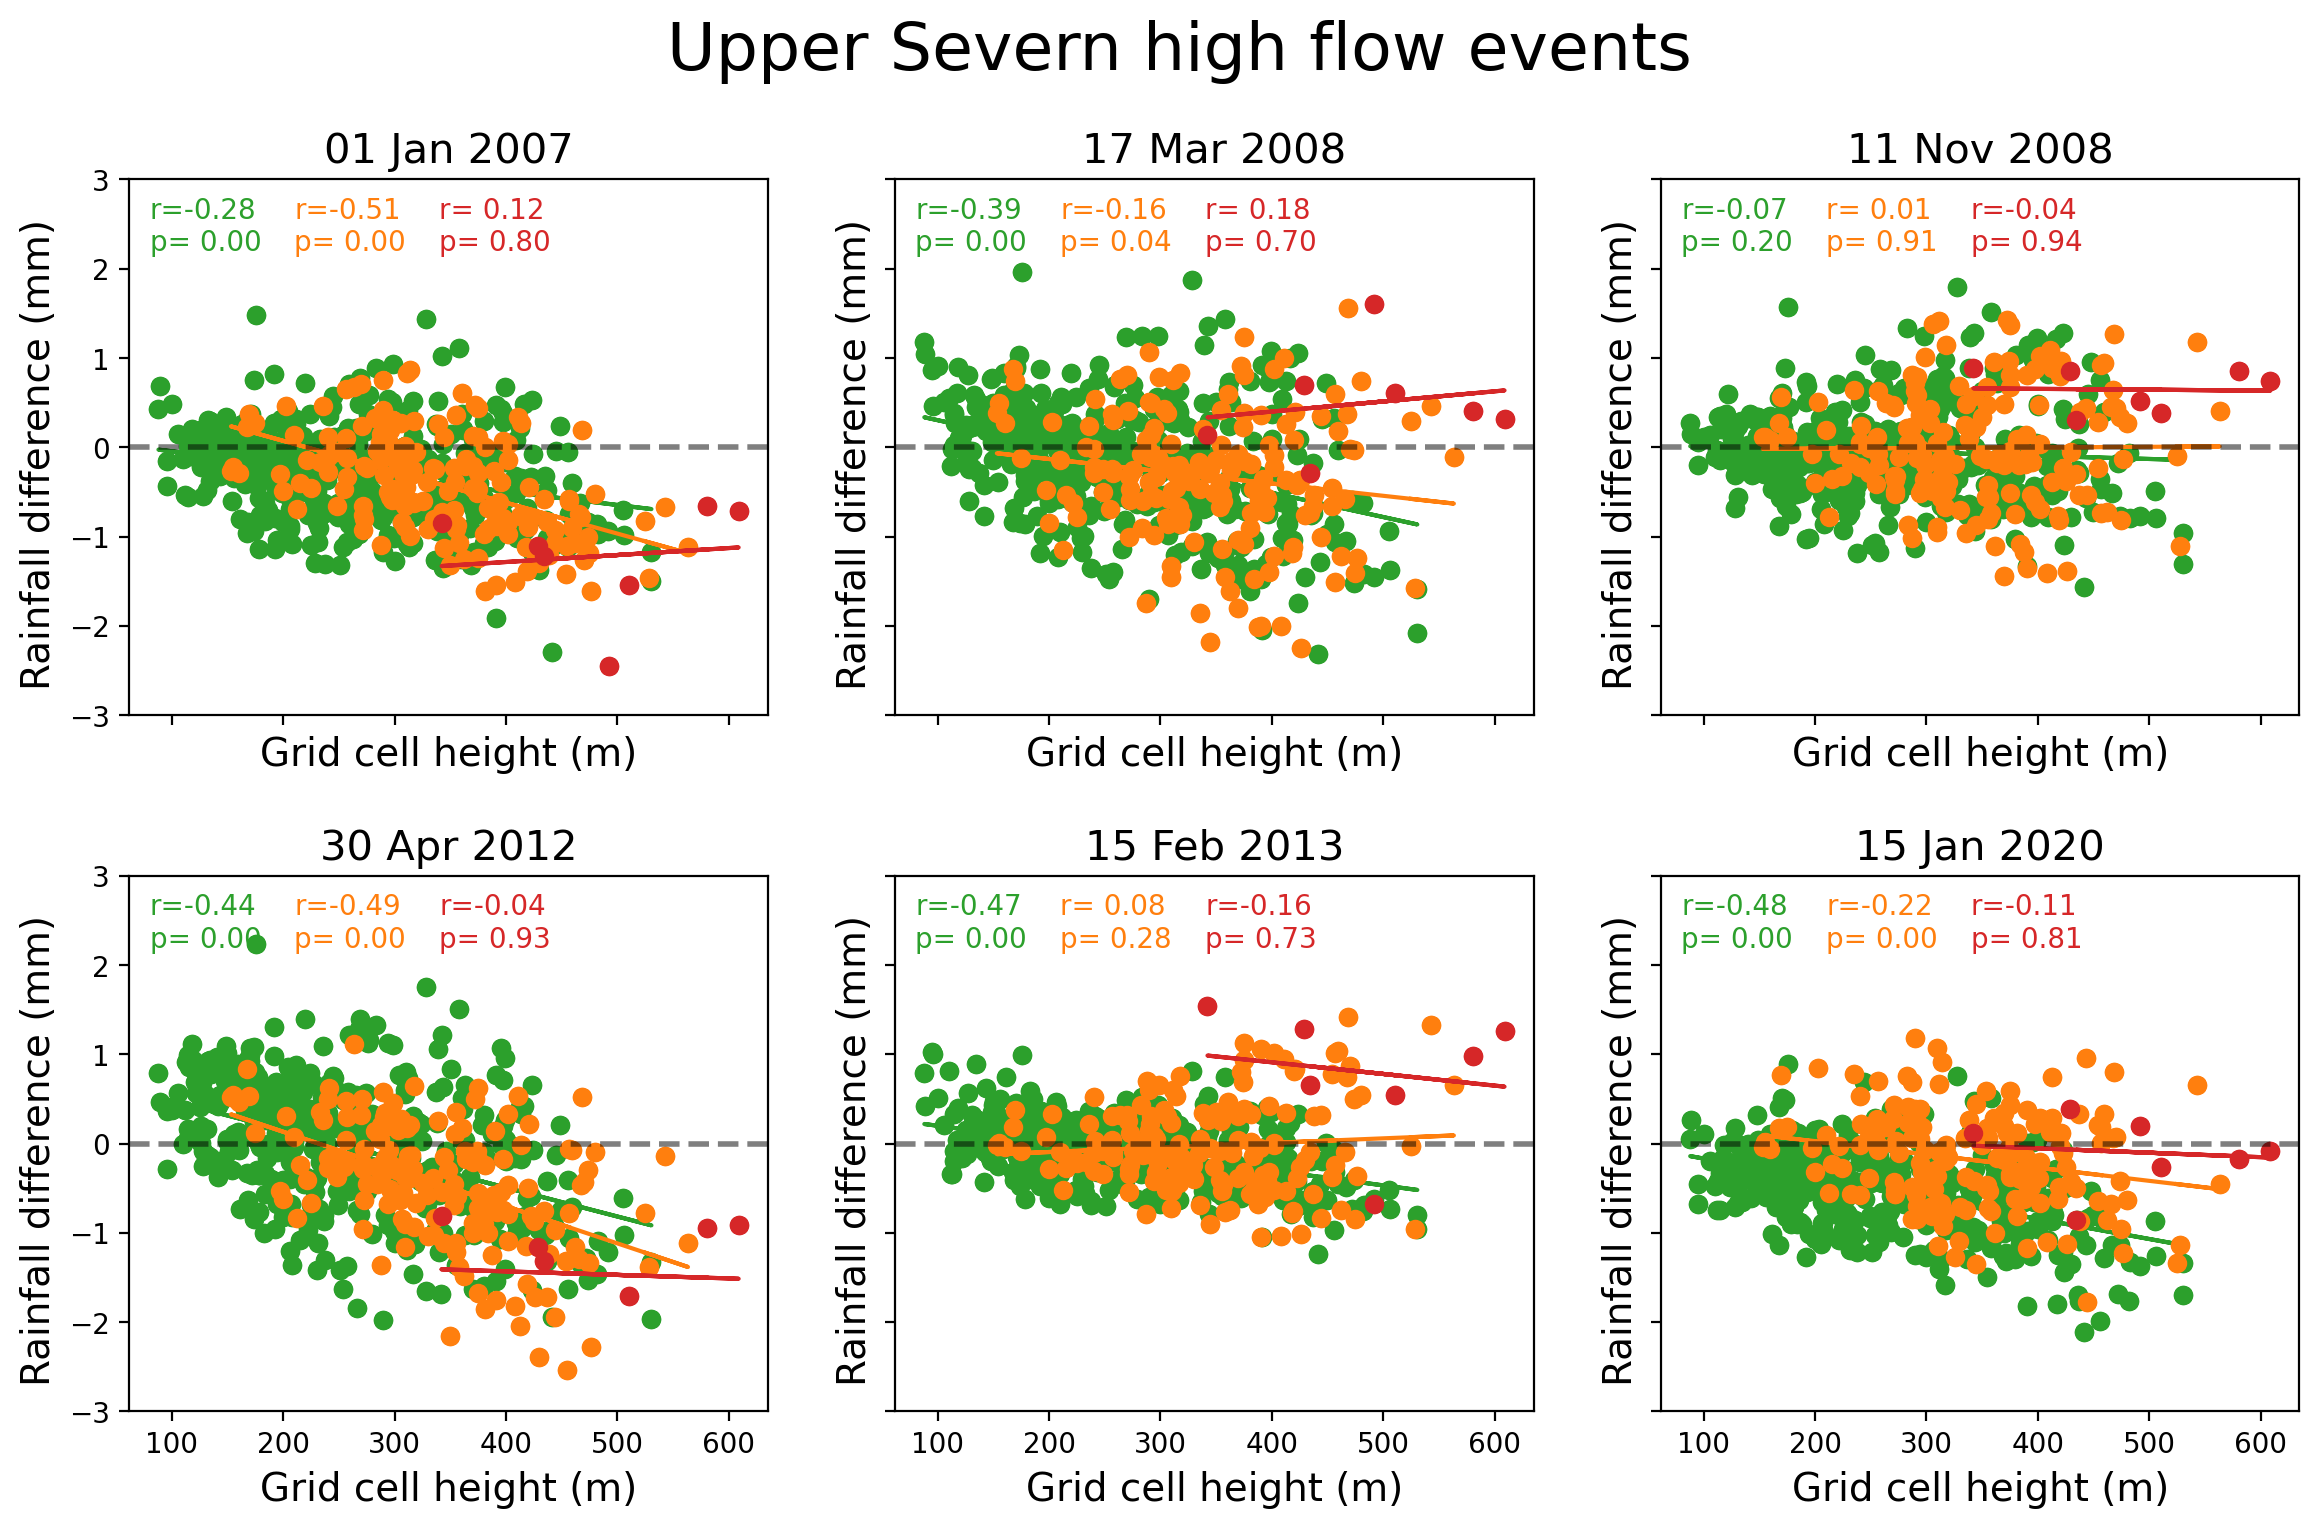 Upper Severn high flow events
01 Jan 2007
17 Mar 2008
11 Nov 2008
r=-0.28 r=-0.51 r= 0.12
p= 0.00 p= 0.00 p= 0.80
r=-0.39 r=-0.16 r= 0.18
p= 0.00 p= 0.04 p= 0.70
r=-0.07 r= 0.01 r=-0.04
p= 0.20 p= 0.91 p= 0.94
3
2
1
0
−1
−2
−3
Rainfall difference (mm)
Rainfall difference (mm)
Rainfall difference (mm)
Grid cell height (m)
Grid cell height (m)
Grid cell height (m)
30 Apr 2012
15 Feb 2013
15 Jan 2020
r=-0.44 r=-0.49 r=-0.04
p= 0.00 p= 0.00 p= 0.93
r=-0.47 r= 0.08 r=-0.16
p= 0.00 p= 0.28 p= 0.73
r=-0.48 r=-0.22 r=-0.11
p= 0.00 p= 0.00 p= 0.81
3
2
1
0
−1
−2
−3
Rainfall difference (mm)
Rainfall difference (mm)
Rainfall difference (mm)
100 200 300 400 500 600
100 200 300 400 500 600
100 200 300 400 500 600
Grid cell height (m)
Grid cell height (m)
Grid cell height (m)